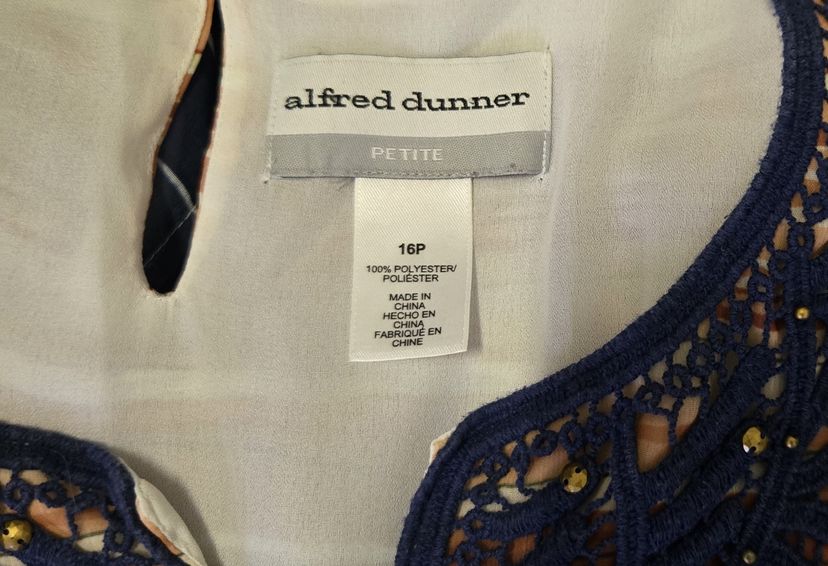 alfred dunner
PETITE
16P
100% POLYESTER/
POLIÉSTER
MADE IN
CHINA
HECHO EN
CHINA
FABRIQUÉ EN
CHINE